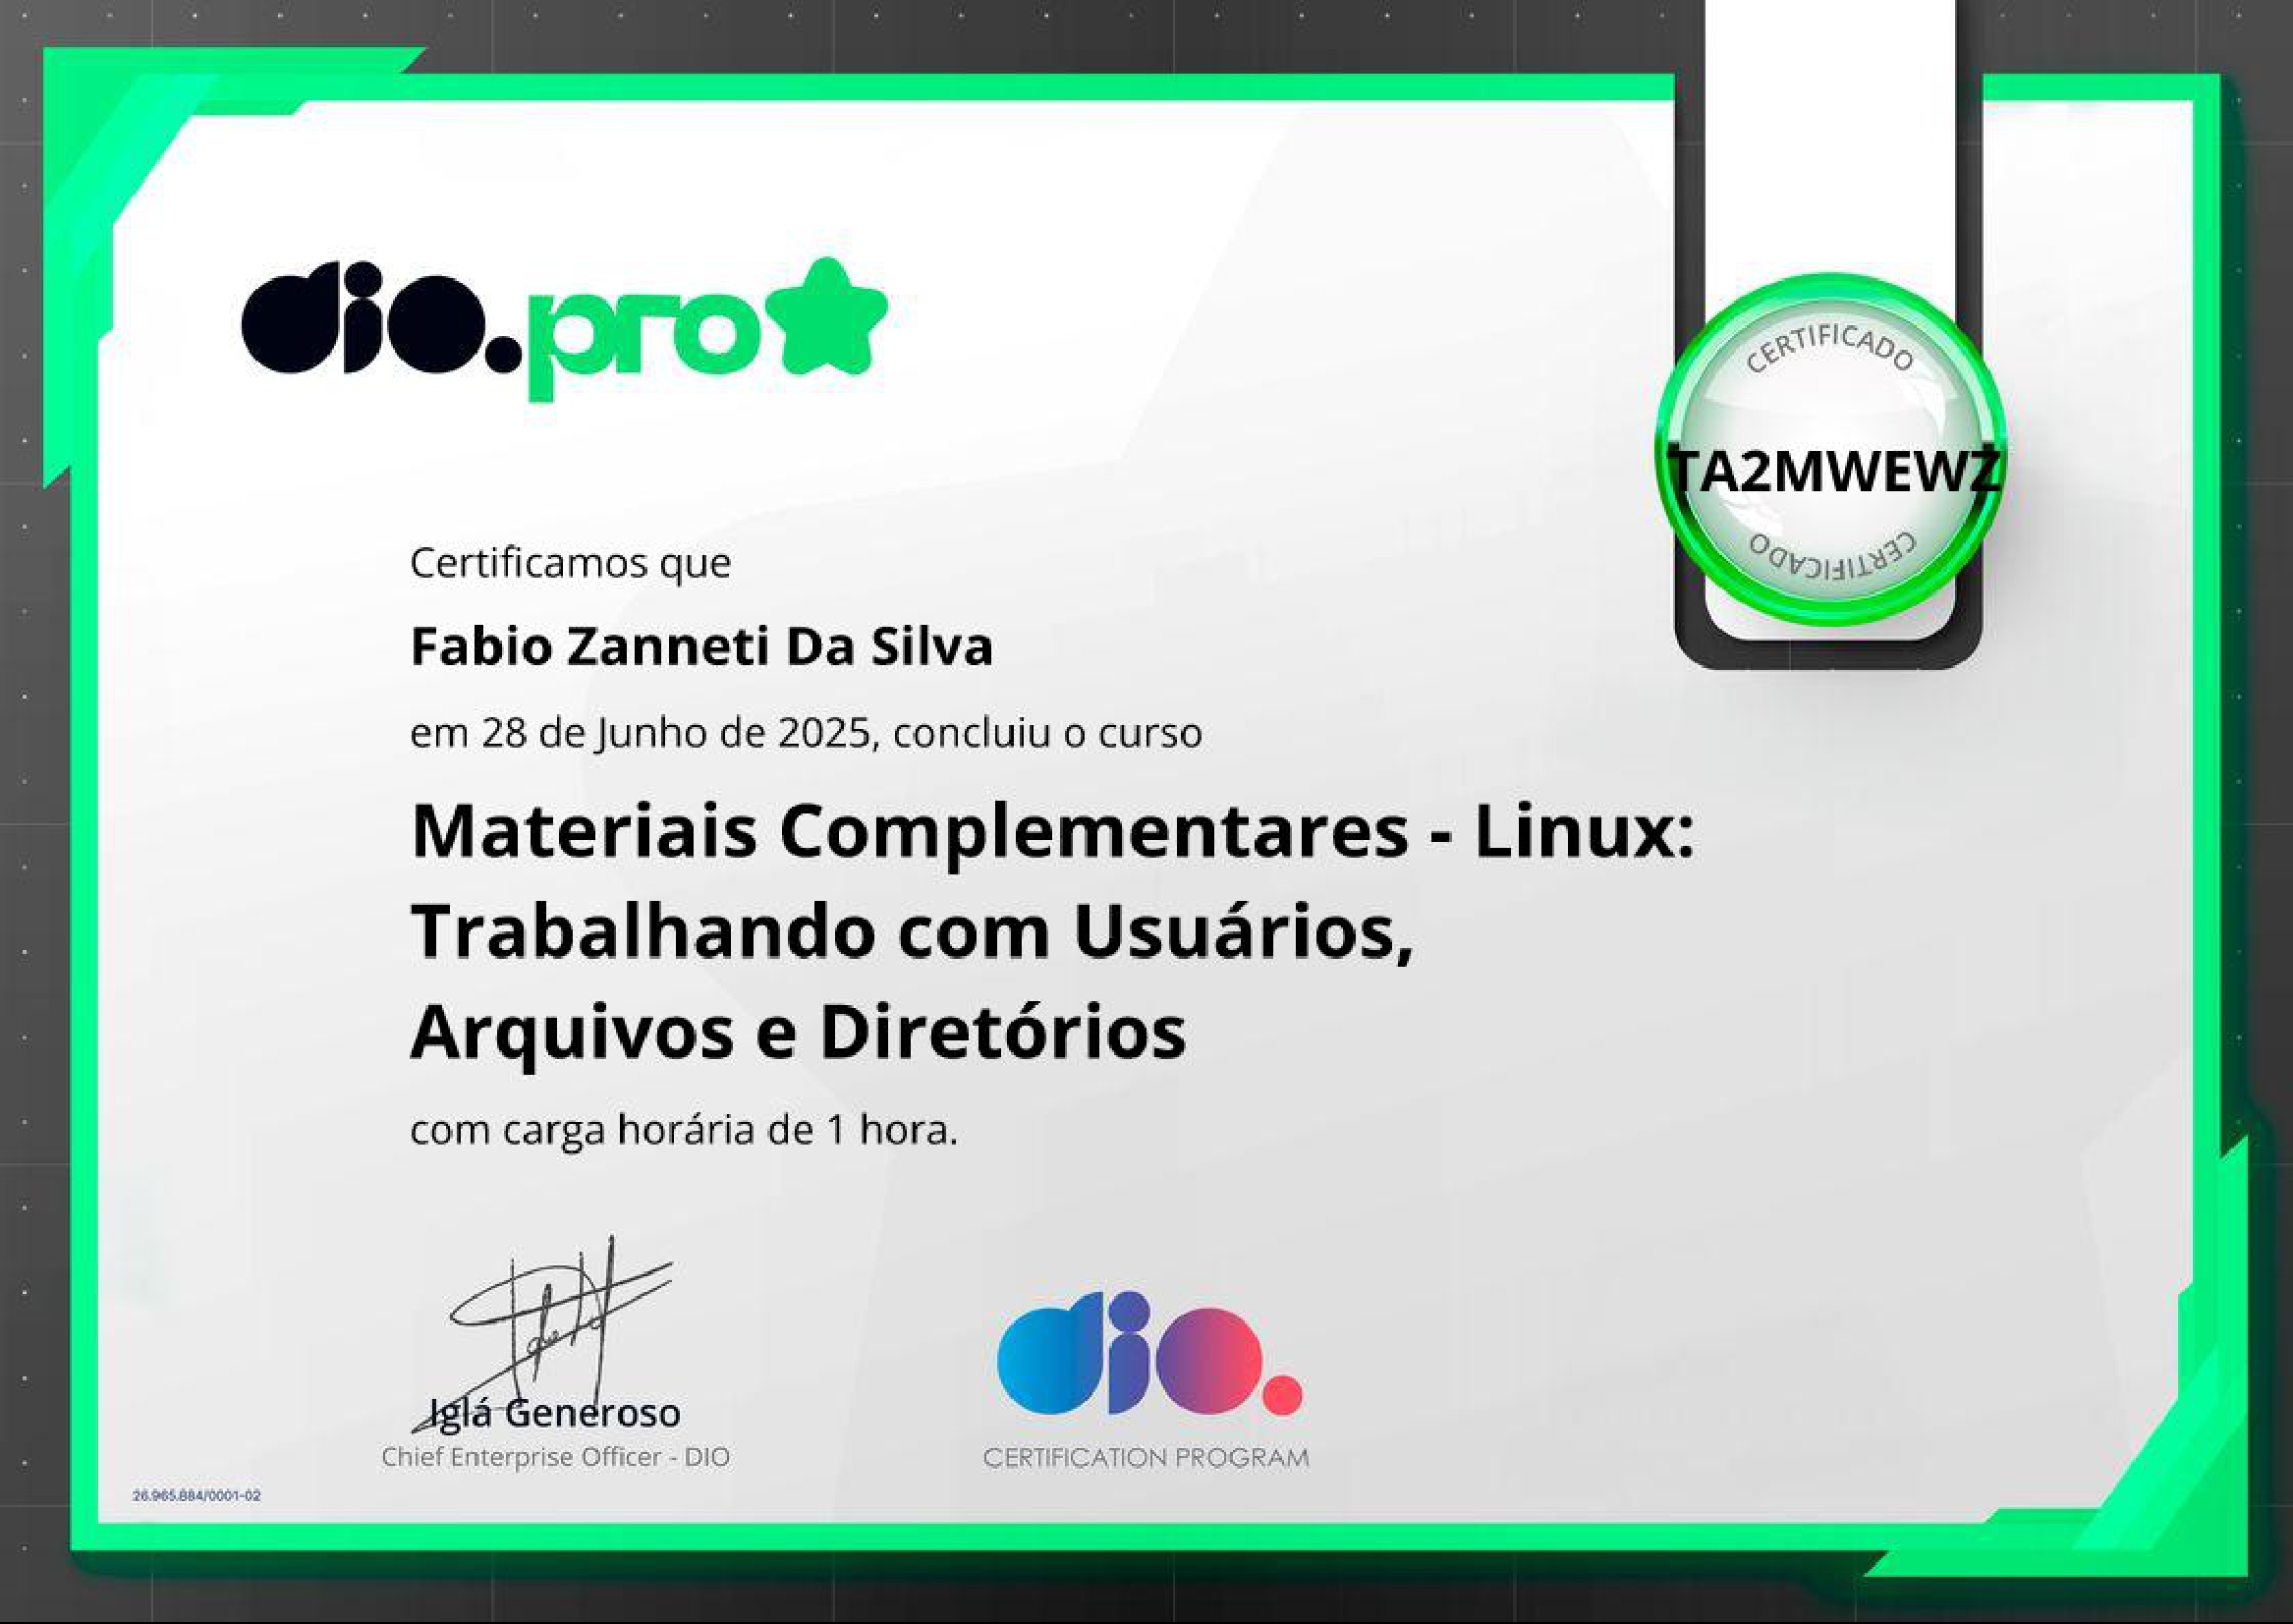 dio.pro
CERTIFICADO
TA2MWEWZ
CERTIFICADO
Certificamos que
Fabio Zanneti Da Silva
em 28 de Junho de 2025, concluiu o curso
Materiais Complementares - Linux:
Trabalhando com Usuários,
Arquivos e Diretórios
com carga horária de 1 hora.
Iglá Generoso
Chief Enterprise Officer - DIO
dio.
CERTIFICATION PROGRAM
26.965.884/0001-02